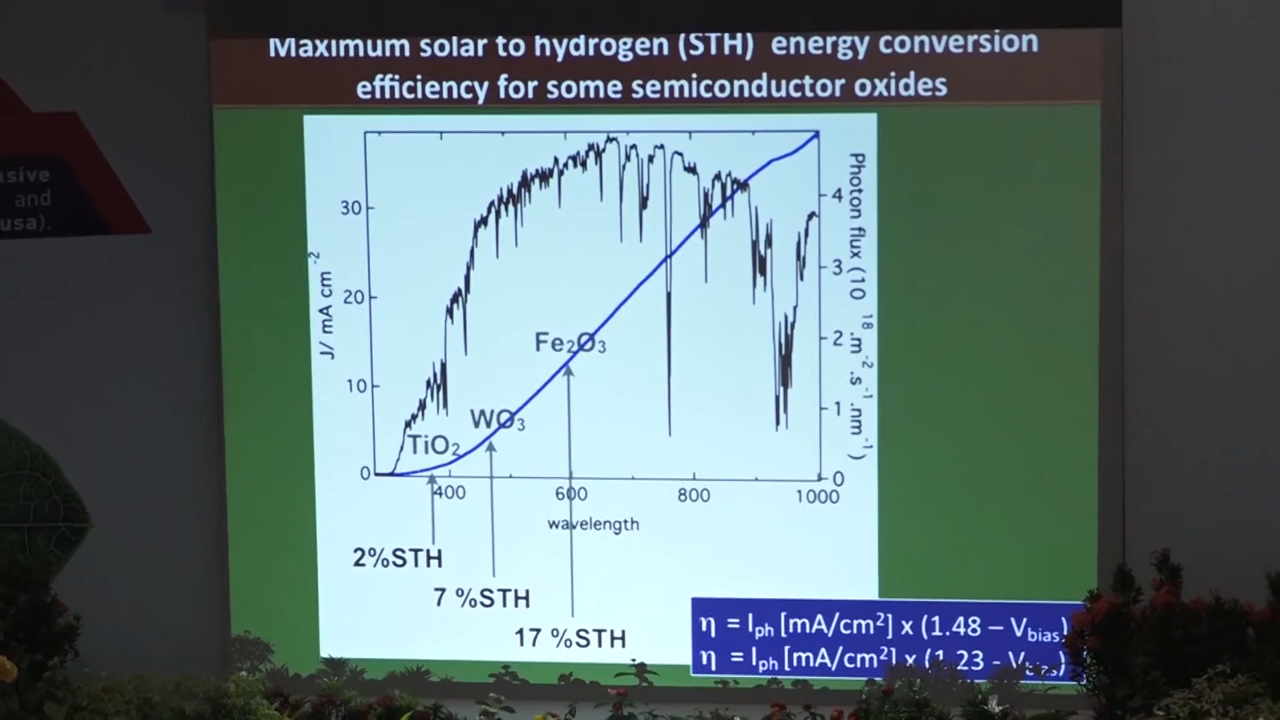 Maximum solar to hydrogen (STH) energy conversion
efficiency for some semiconductor oxides
and
usa).
J/ mA cm -2
30
20
10
0
Photon flux (10 18 .m-2.s-1.nm-1)
4
3
2
1
0
Fe2O3
WO3
TiO2
400
600
800
1000
wavelength
2%STH
7 %STH
17 %STH
η = Iph [mA/cm2] x (1.48 – Vbias)
η = Iph [mA/cm2] x (1.23 - Vbias)